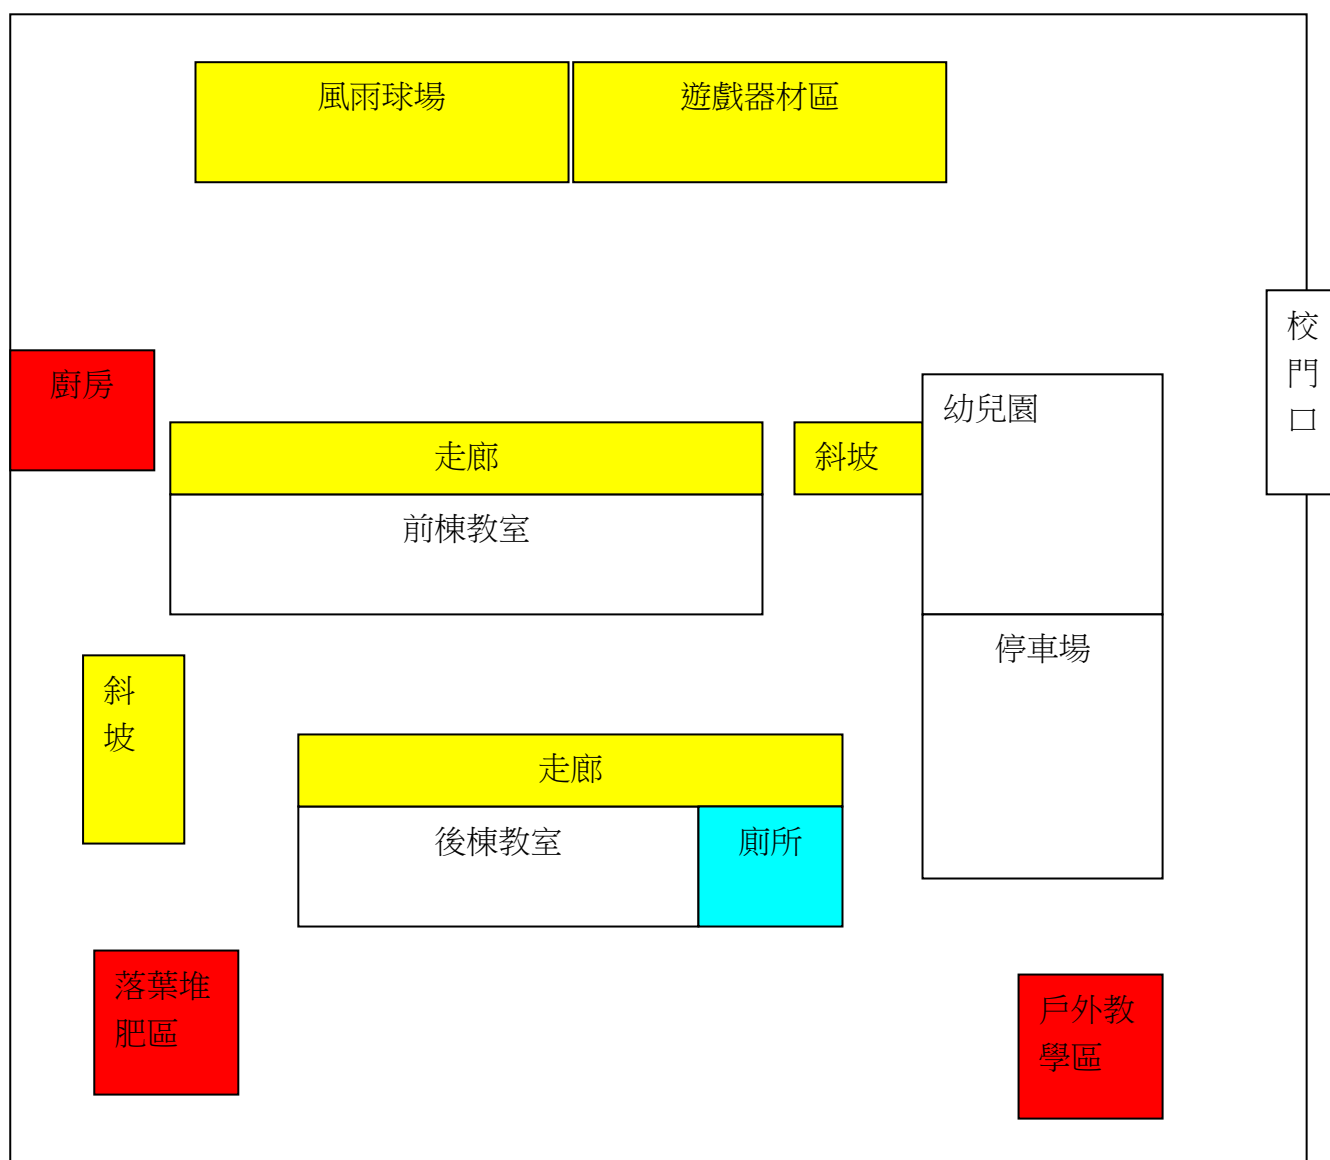 風雨球場
遊戲器材區
校
門
口
廚房
幼兒園
走廊
斜坡
前棟教室
停車場
斜
坡
走廊
後棟教室
廁所
落葉堆
肥區
戶外教
學區